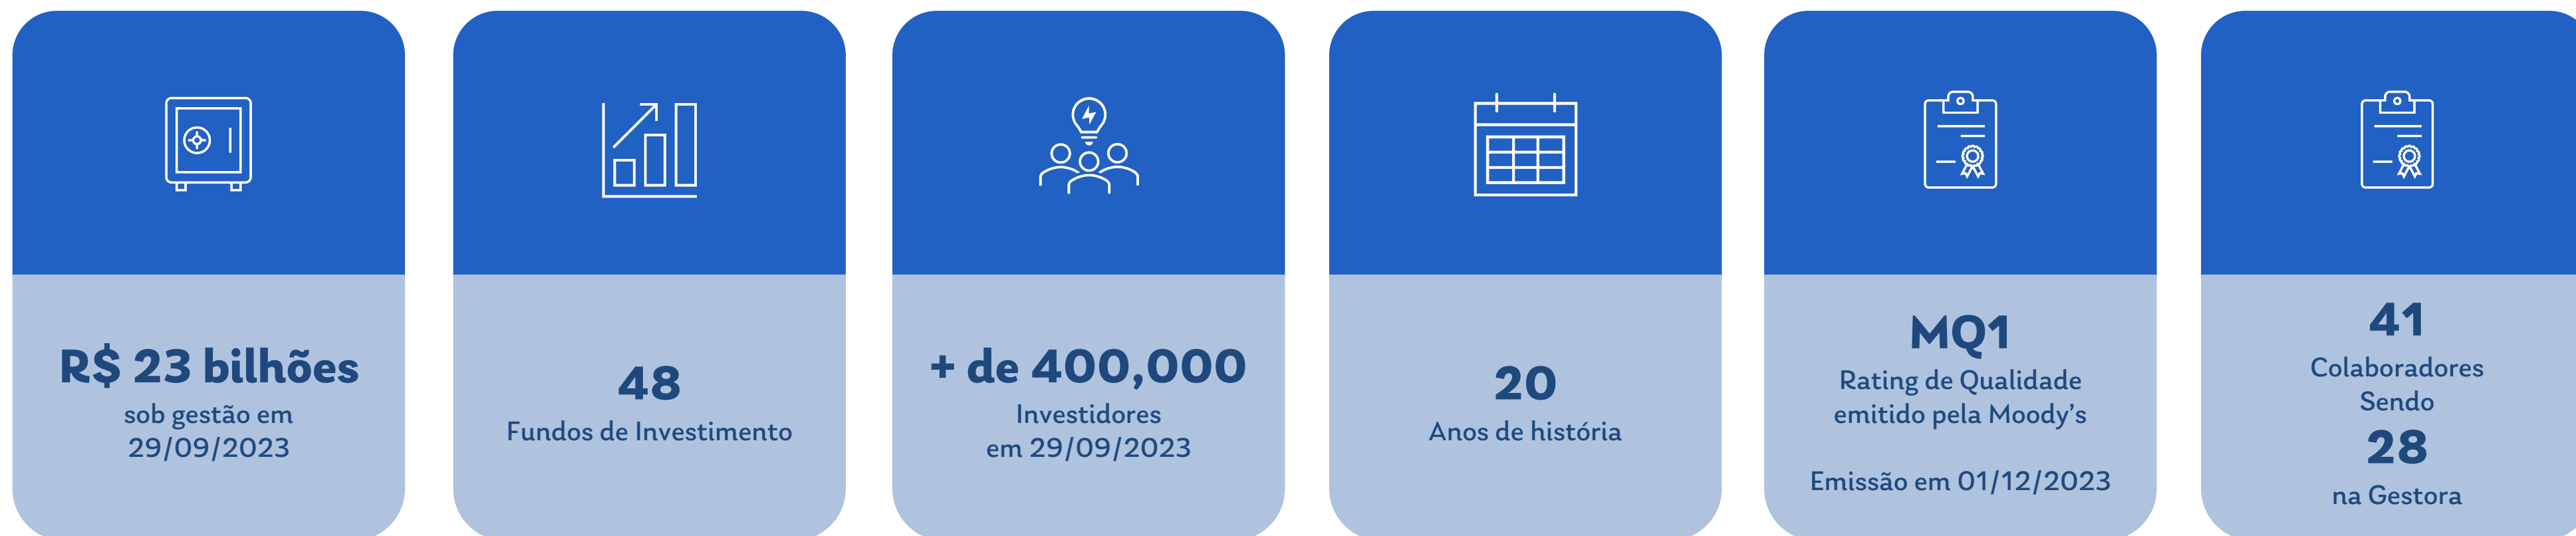 R$ 23 bilhões
sob gestão em
29/09/2023
48
Fundos de Investimento
+ de 400,000
Investidores
em 29/09/2023
20
Anos de história
MQ1
Rating de Qualidade
emitido pela Moody’s
Emissão em 01/12/2023
41
Colaboradores
Sendo
28
na Gestora